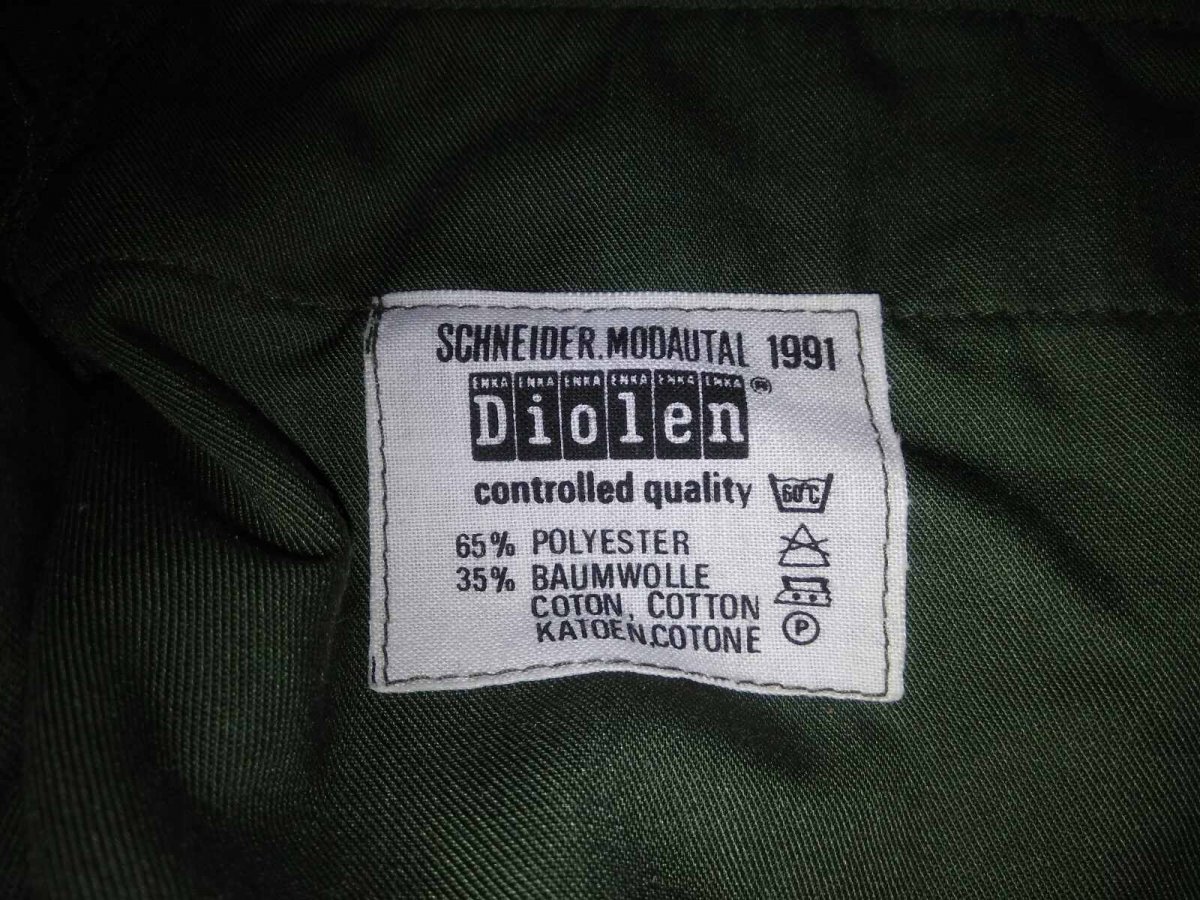 SCHNEIDER.MODAUTAL 1991
ENKA ENKA ENKA ENKA ENKA ENKA
Diolen®
controlled quality 60°C
65% POLYESTER
35% BAUMWOLLE
COTON, COTTON
KATOEN,COTONE P